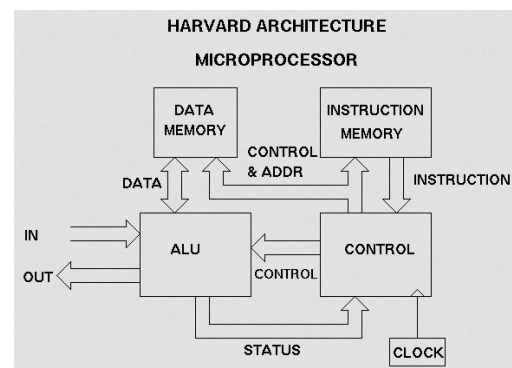 HARVARD ARCHITECTURE
MICROPROCESSOR
DATA
MEMORY
INSTRUCTION
MEMORY
CONTROL
& ADDR
DATA
INSTRUCTION
IN
ALU
CONTROL
OUT
CONTROL
STATUS
CLOCK